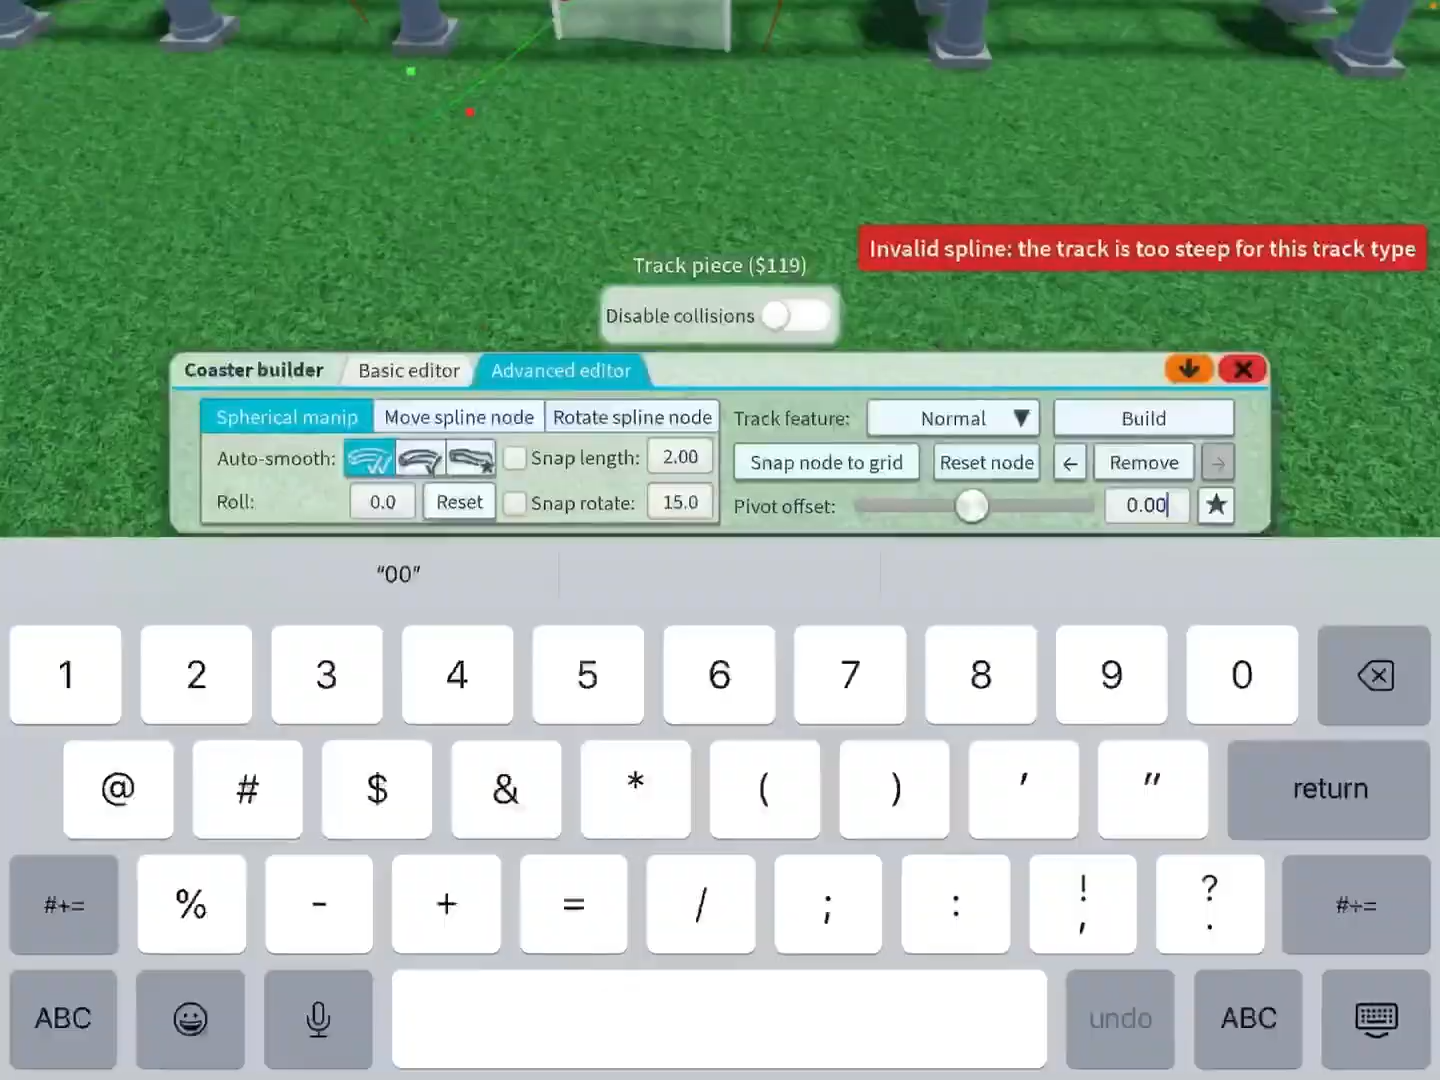 Invalid spline: the track is too steep for this track type
Track piece ($119)
Disable collisions
Coaster builder Basic editor Advanced editor
Spherical manip Move spline node Rotate spline node Track feature: Normal Build
Auto-smooth: Snap length: 2.00 Snap node to grid Reset node ← Remove →
Roll: 0.0 Reset Snap rotate: 15.0 Pivot offset: 0.00
“00”
1 2 3 4 5 6 7 8 9 0
@ # $ & * ( ) ' " return
#+= % - + = / ; : ! , ? . #+=
ABC undo ABC